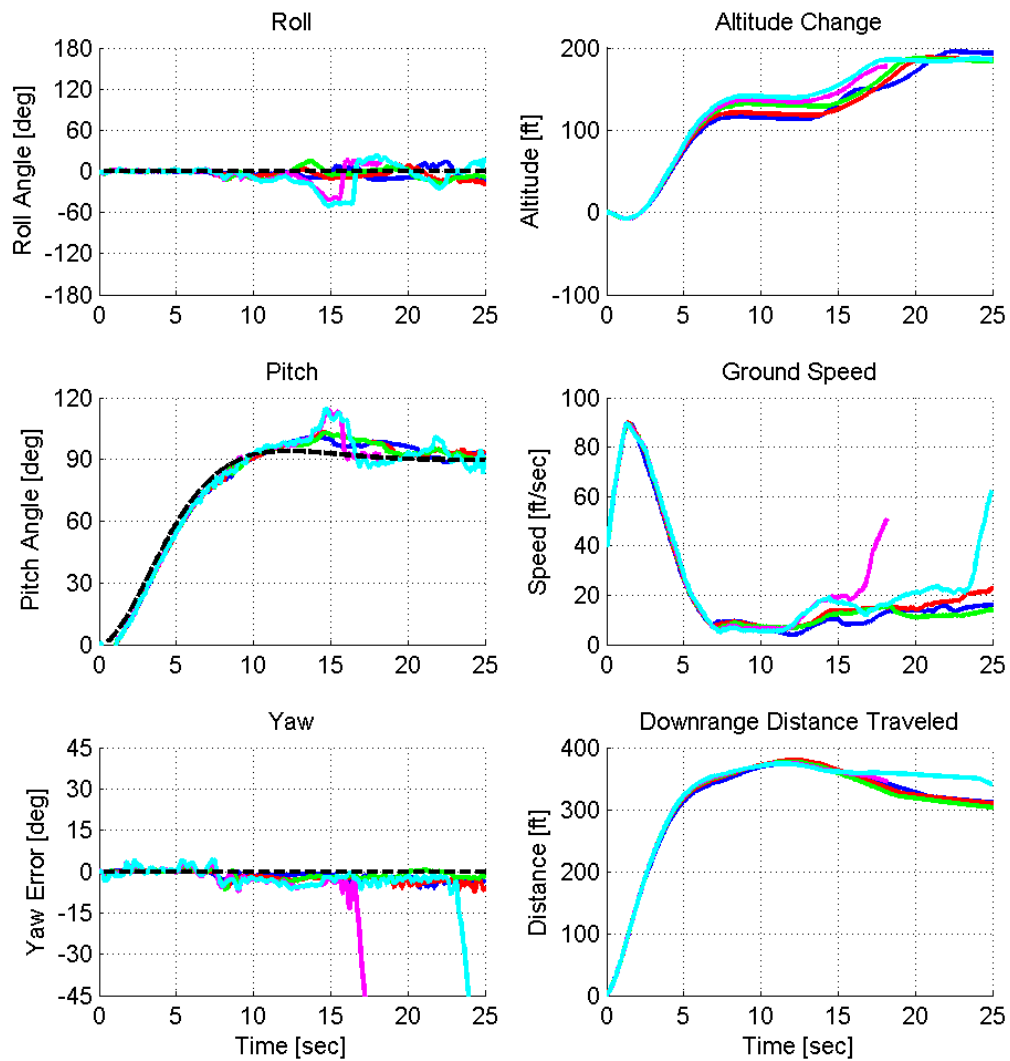 Roll
Roll Angle [deg]
180
120
60
0
-60
-120
-180
0 5 10 15 20 25
Altitude Change
Altitude [ft]
200
100
0
-100
0 5 10 15 20 25
Pitch
Pitch Angle [deg]
120
90
60
30
0
0 5 10 15 20 25
Ground Speed
Speed [ft/sec]
100
80
60
40
20
0
0 5 10 15 20 25
Yaw
Yaw Error [deg]
45
30
15
0
-15
-30
-45
0 5 10 15 20 25
Time [sec]
Downrange Distance Traveled
Distance [ft]
400
300
200
100
0
0 5 10 15 20 25
Time [sec]